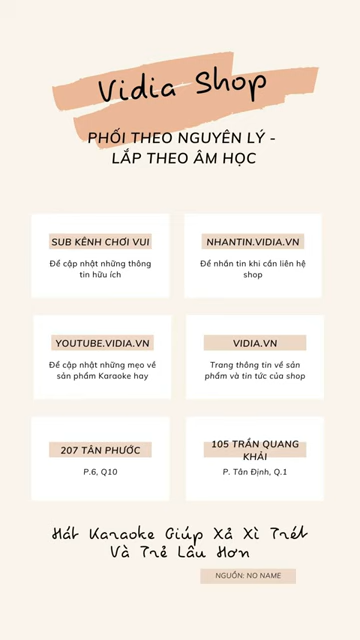 Vidia Shop
PHỐI THEO NGUYÊN LÝ -
LẮP THEO ÂM HỌC
SUB KÊNH CHƠI VUI
Để cập nhật những thông
tin hữu ích
NHANTIN.VIDIA.VN
Để nhắn tin khi cần liên hệ
shop
YOUTUBE.VIDIA.VN
Để cập nhật những mẹo về
sản phẩm Karaoke hay
VIDIA.VN
Trang thông tin về sản
phẩm và tin tức của shop
207 TÂN PHƯỚC
P.6, Q10
105 TRẦN QUANG
KHẢI
P. Tân Định, Q.1
Hát Karaoke Giúp Xả Xì Trét
Và Trẻ Lâu Hơn
NGUỒN: NO NAME